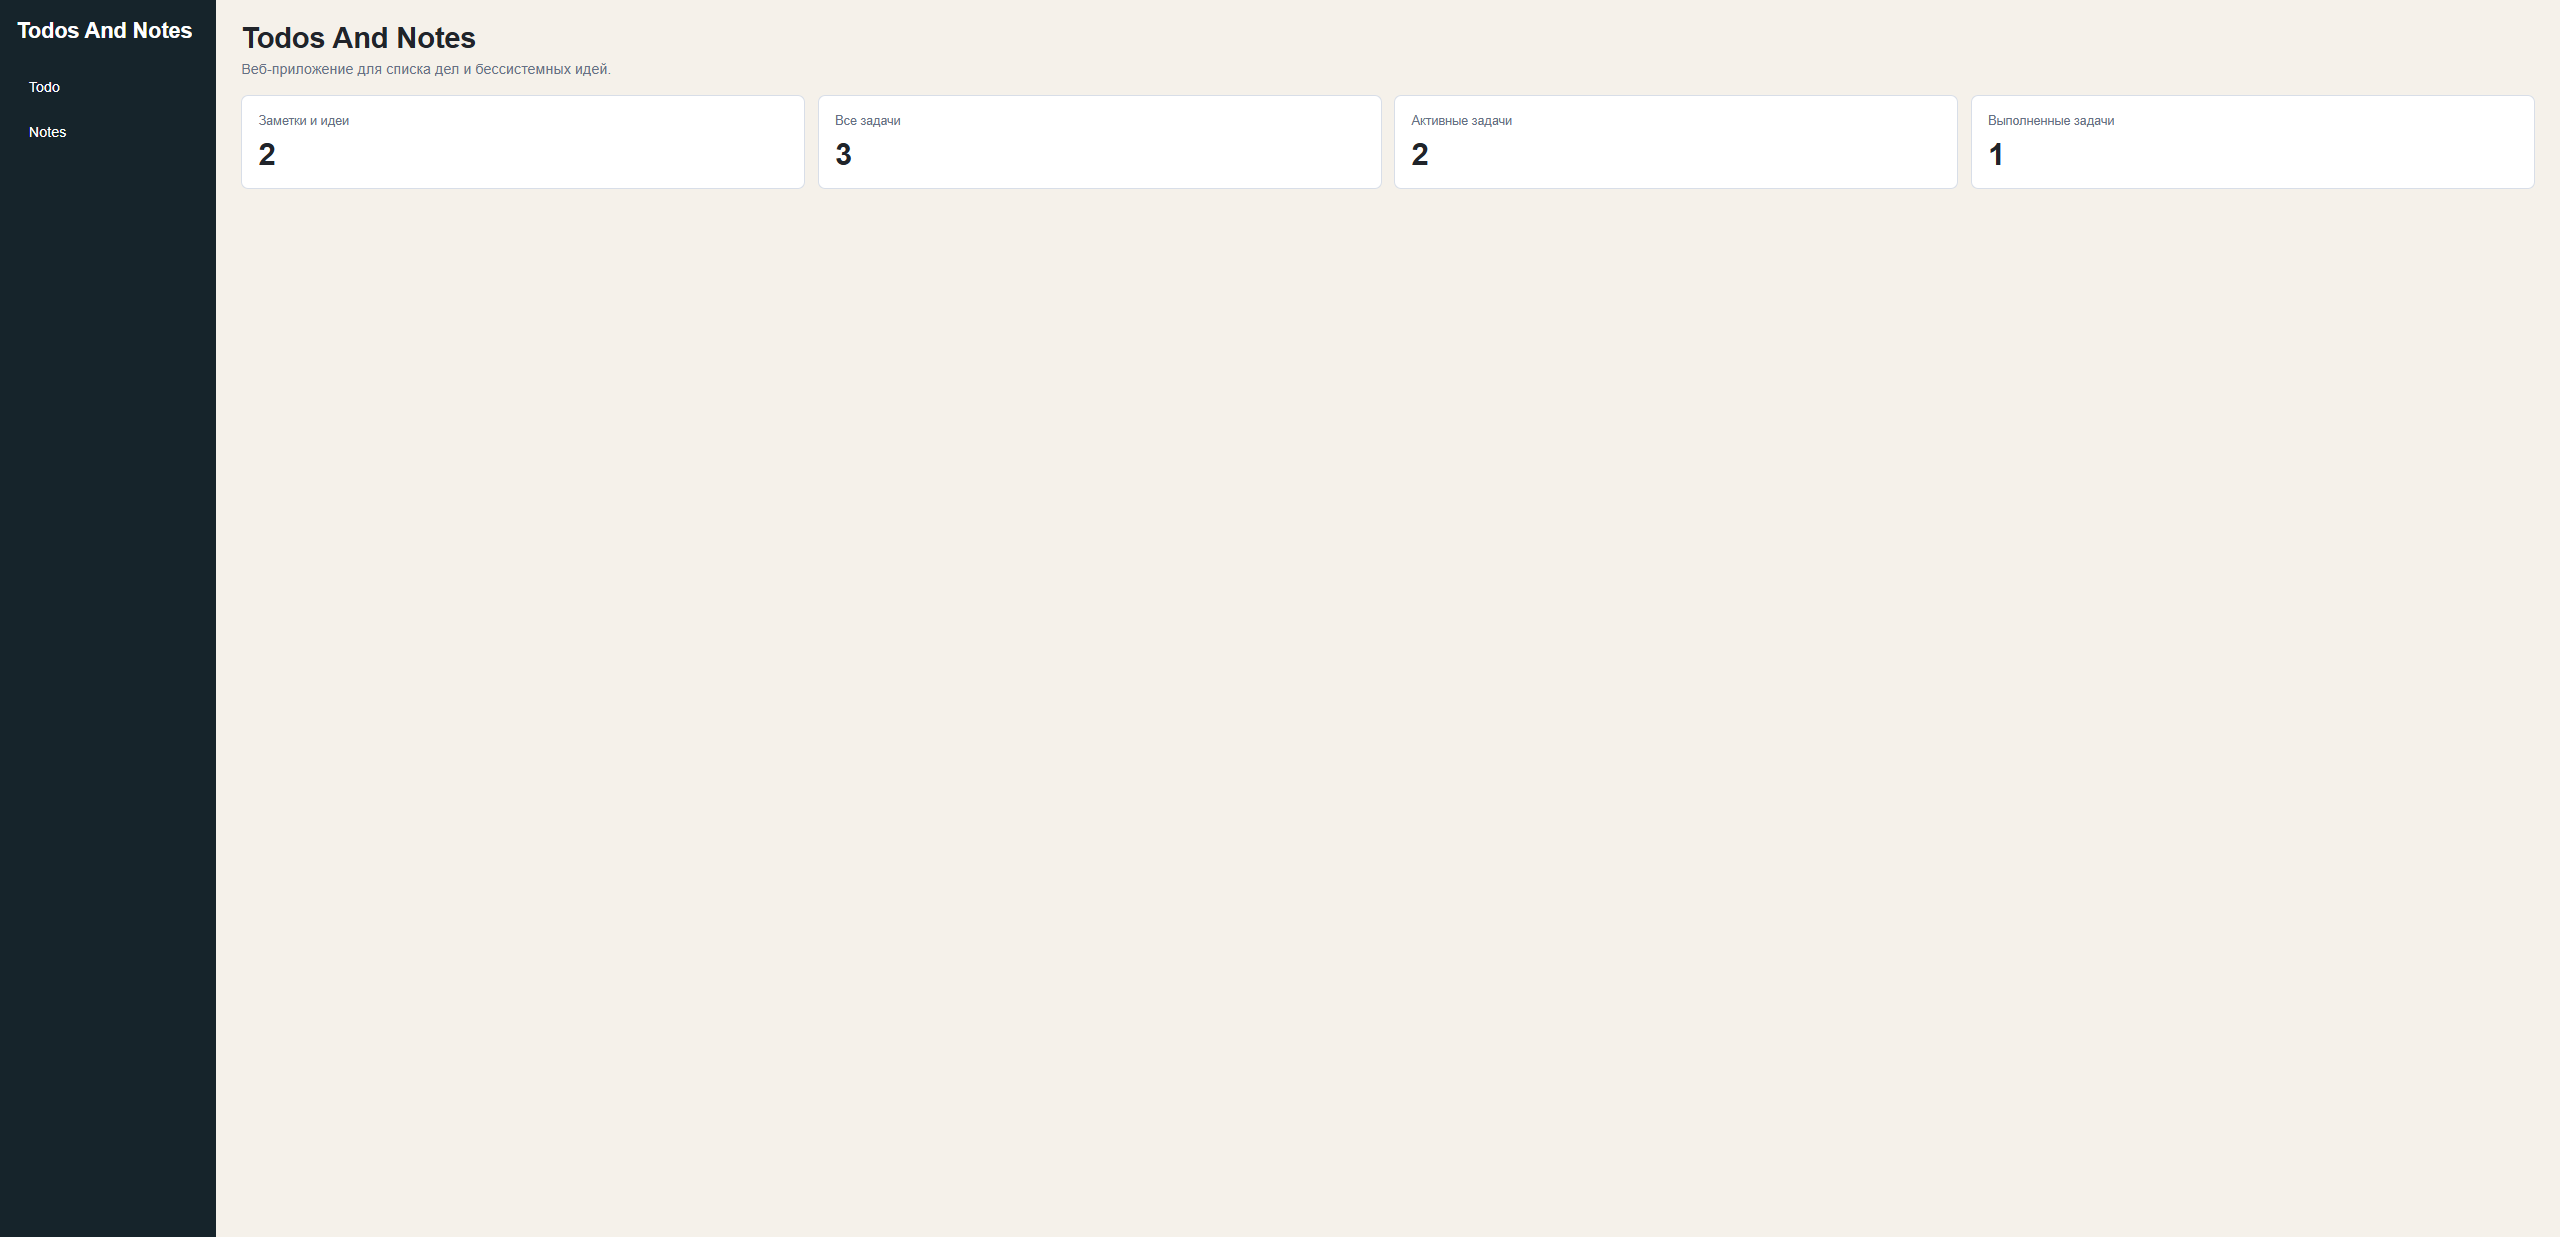 Todos And Notes
Todo
Notes
Todos And Notes
Веб-приложение для списка дел и бессистемных идей.
Заметки и идеи
2
Все задачи
3
Активные задачи
2
Выполненные задачи
1